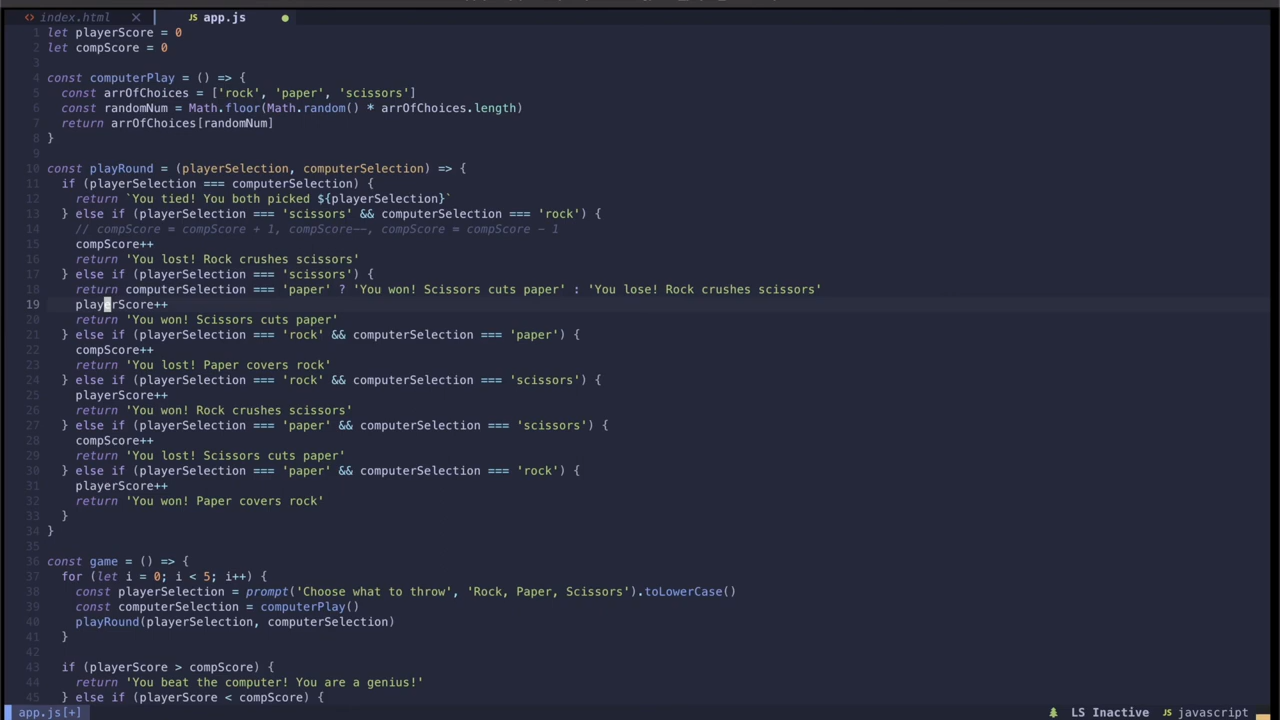 index.html
JS app.js
1 let playerScore = 0
2 let compScore = 0
3
4 const computerPlay = () => {
5 const arrOfChoices = ['rock', 'paper', 'scissors']
6 const randomNum = Math.floor(Math.random() * arrOfChoices.length)
7 return arrOfChoices[randomNum]
8 }
9
10 const playRound = (playerSelection, computerSelection) => {
11 if (playerSelection === computerSelection) {
12 return `You tied! You both picked ${playerSelection}`
13 } else if (playerSelection === 'scissors' && computerSelection === 'rock') {
14 // compScore = compScore + 1, compScore--, compScore = compScore - 1
15 compScore++
16 return 'You lost! Rock crushes scissors'
17 } else if (playerSelection === 'scissors') {
18 return computerSelection === 'paper' ? 'You won! Scissors cuts paper' : 'You lose! Rock crushes scissors'
19 playerScore++
20 return 'You won! Scissors cuts paper'
21 } else if (playerSelection === 'rock' && computerSelection === 'paper') {
22 compScore++
23 return 'You lost! Paper covers rock'
24 } else if (playerSelection === 'rock' && computerSelection === 'scissors') {
25 playerScore++
26 return 'You won! Rock crushes scissors'
27 } else if (playerSelection === 'paper' && computerSelection === 'scissors') {
28 compScore++
29 return 'You lost! Scissors cuts paper'
30 } else if (playerSelection === 'paper' && computerSelection === 'rock') {
31 playerScore++
32 return 'You won! Paper covers rock'
33 }
34 }
35
36 const game = () => {
37 for (let i = 0; i < 5; i++) {
38 const playerSelection = prompt('Choose what to throw', 'Rock, Paper, Scissors').toLowerCase()
39 const computerSelection = computerPlay()
40 playRound(playerSelection, computerSelection)
41 }
42
43 if (playerScore > compScore) {
44 return 'You beat the computer! You are a genius!'
45 } else if (playerScore < compScore) {
app.js[+]
LS Inactive JS javascript